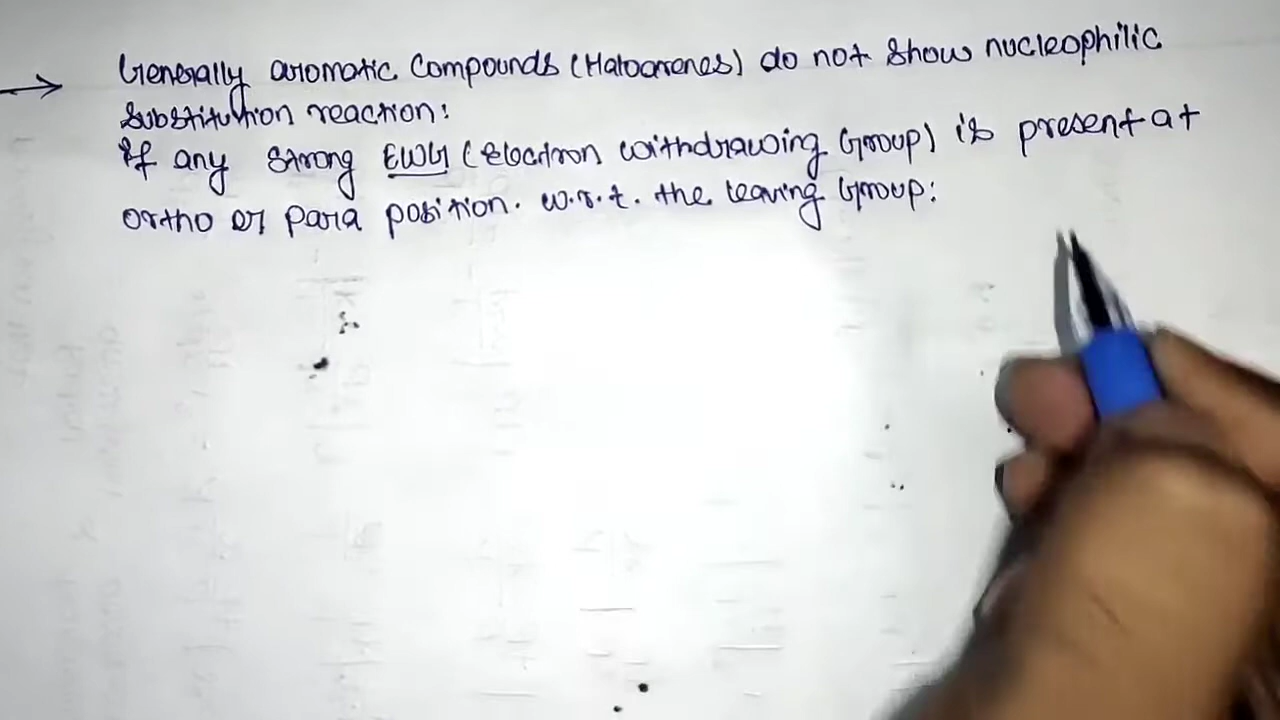 Generally aromatic Compounds (Haloarenes) do not show nucleophilic
substitution reaction:
If any strong EWG (Electron withdrawing Group) is present at
ortho or para position. w.r.t. the leaving Group: